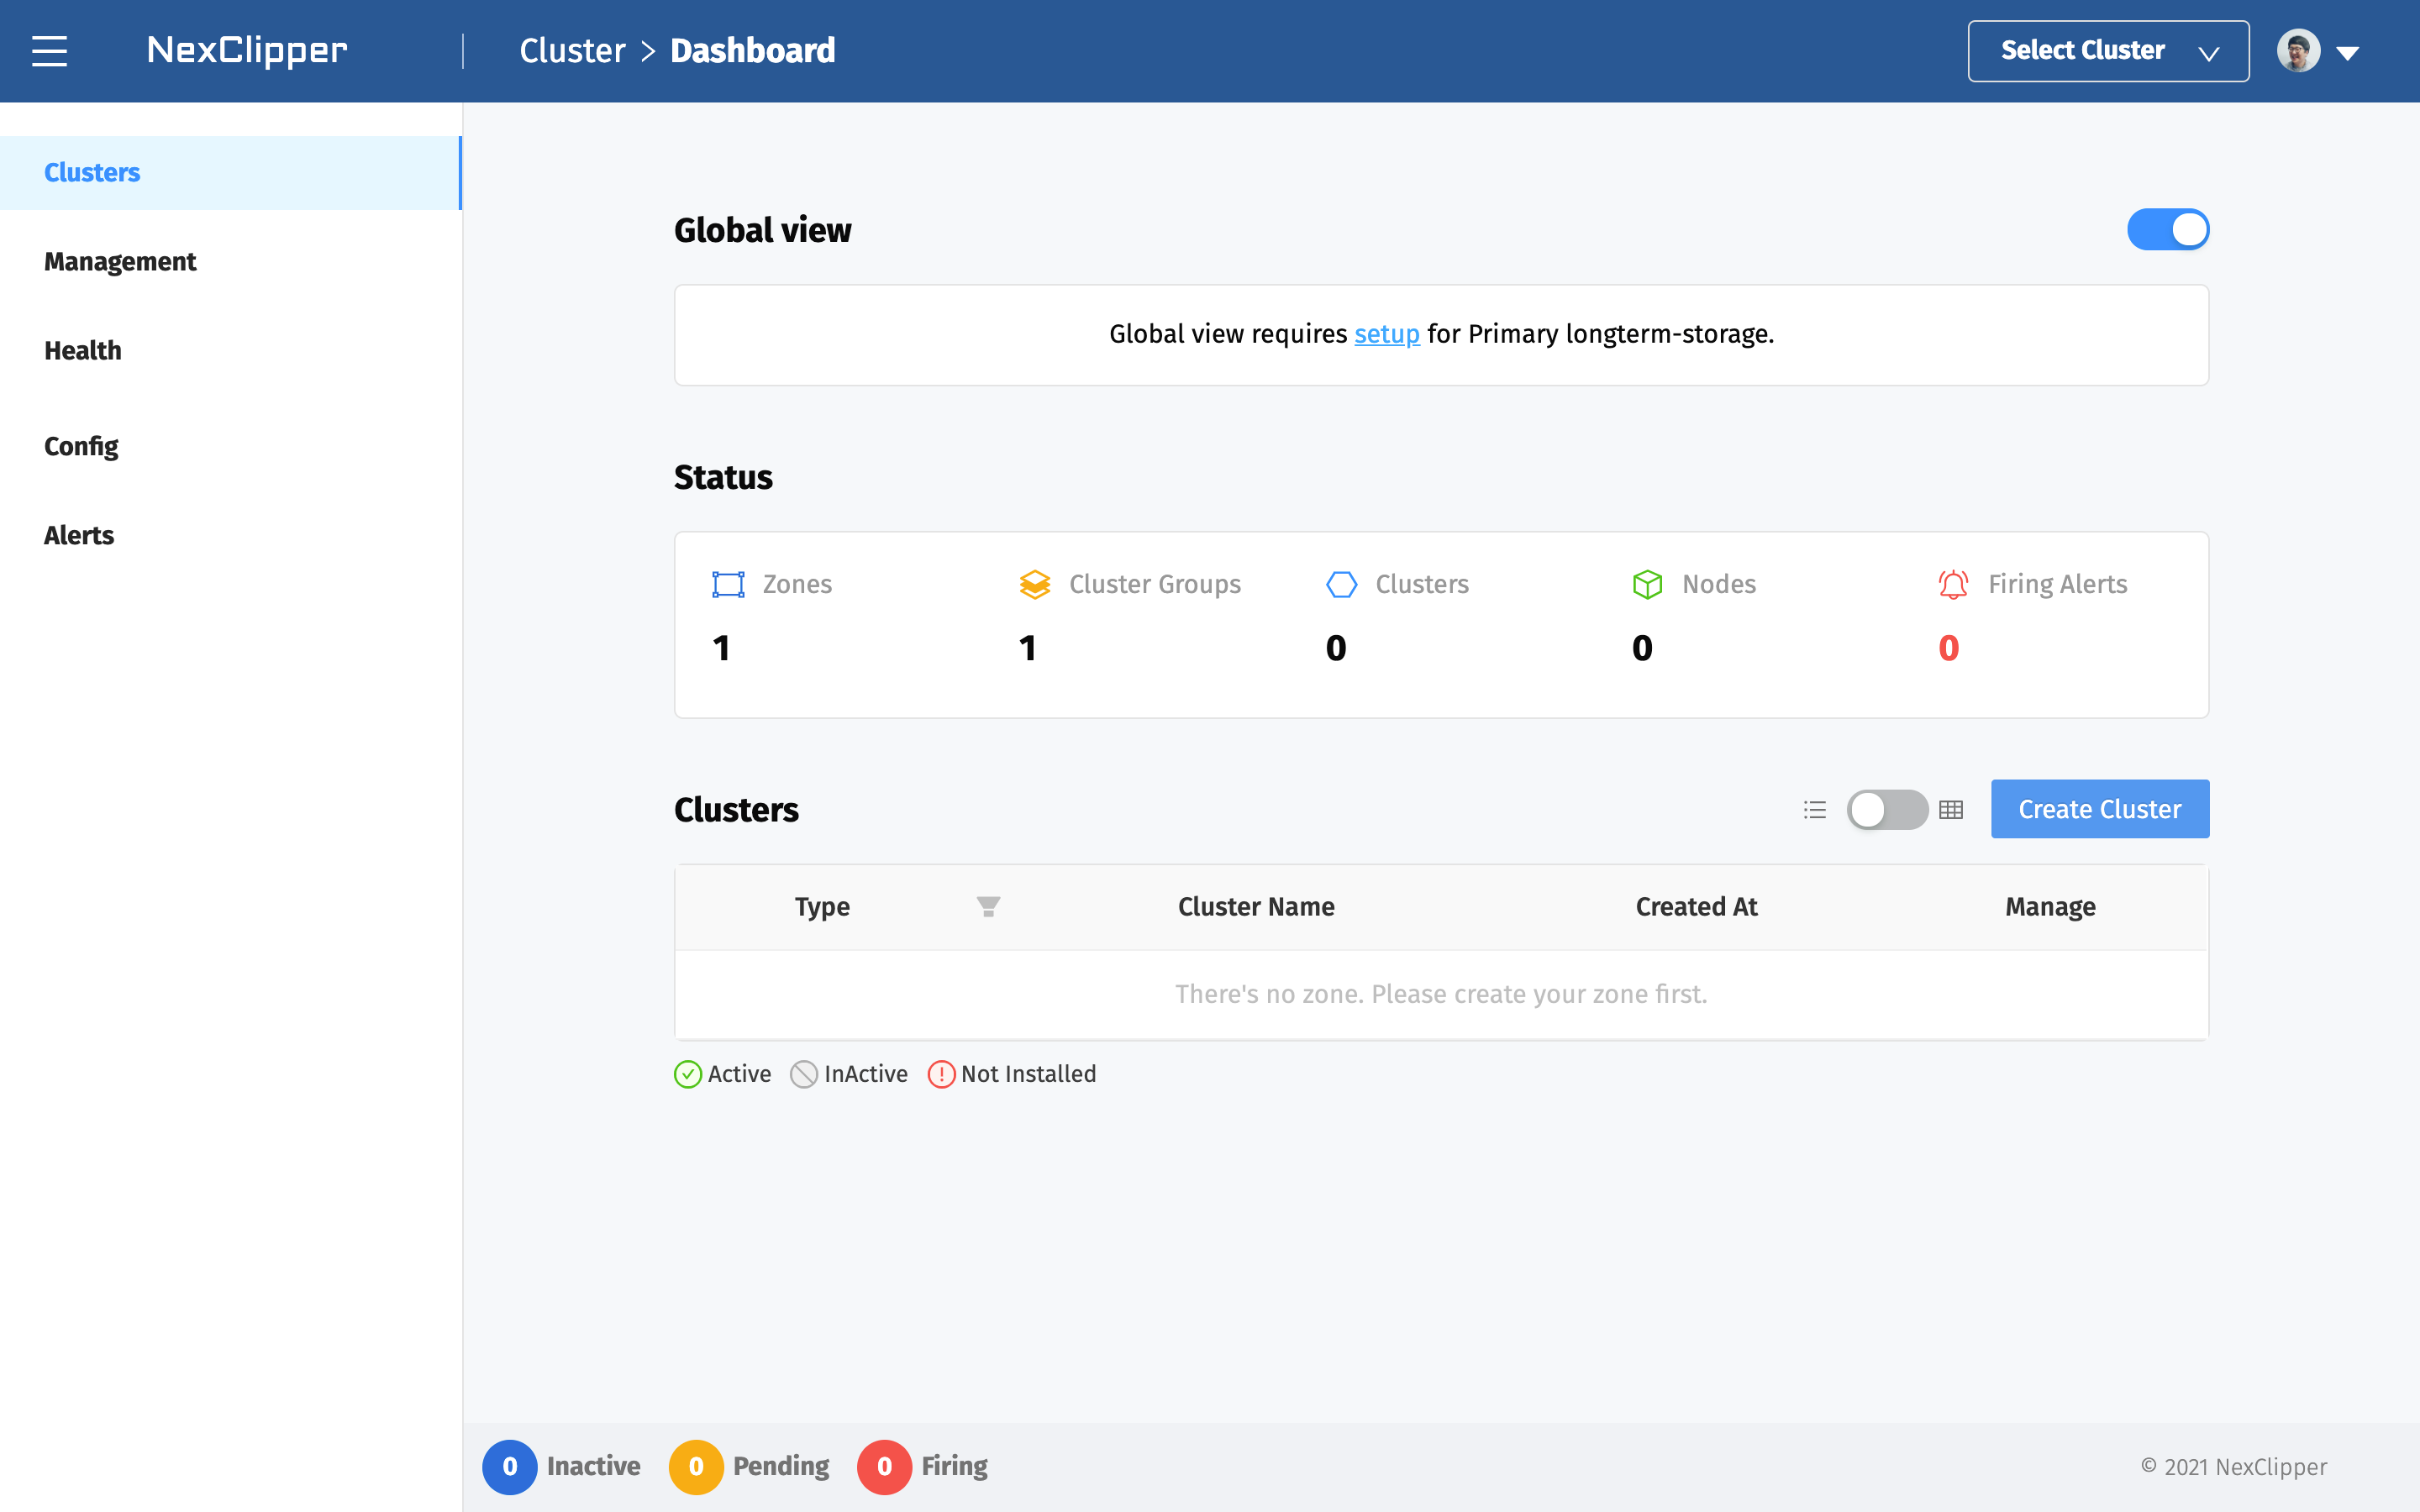 NexClipper
Cluster > Dashboard
Select Cluster
Clusters
Management
Health
Config
Alerts
Global view
Global view requires setup for Primary longterm-storage.
Status
Zones Cluster Groups Clusters Nodes Firing Alerts
1 1 0 0 0
Clusters
Create Cluster
Type Cluster Name Created At Manage
There's no zone. Please create your zone first.
Active InActive Not Installed
0 Inactive 0 Pending 0 Firing
© 2021 NexClipper